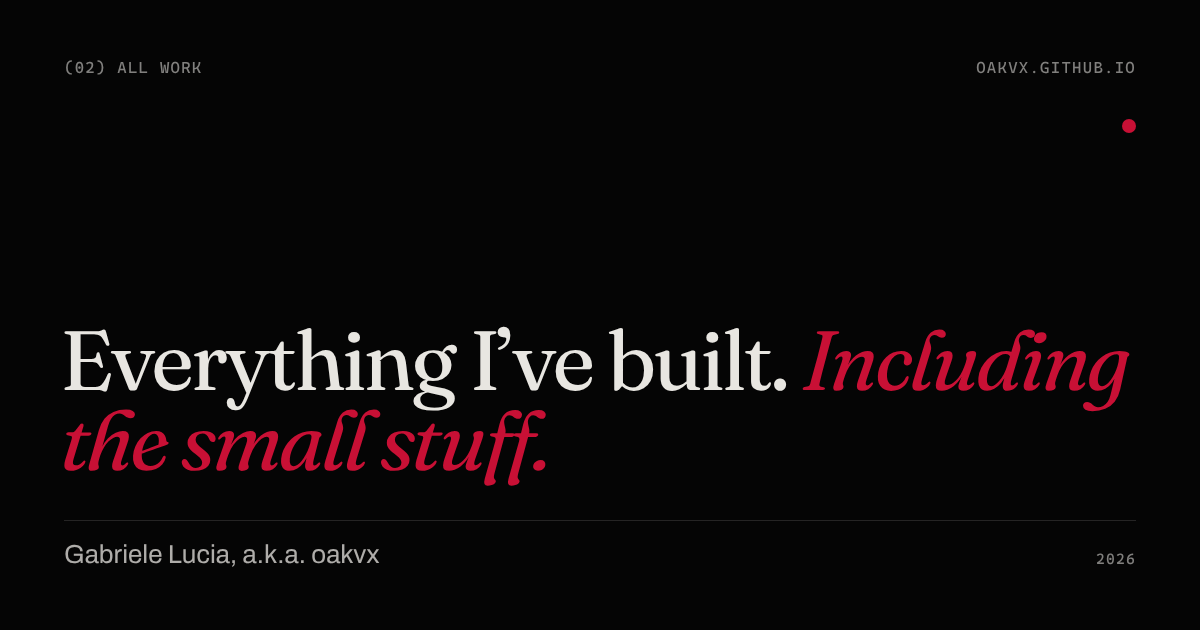 (02) ALL WORK
OAKVX.GITHUB.IO
Everything I’ve built. Including
the small stuff.
Gabriele Lucia, a.k.a. oakvx
2026